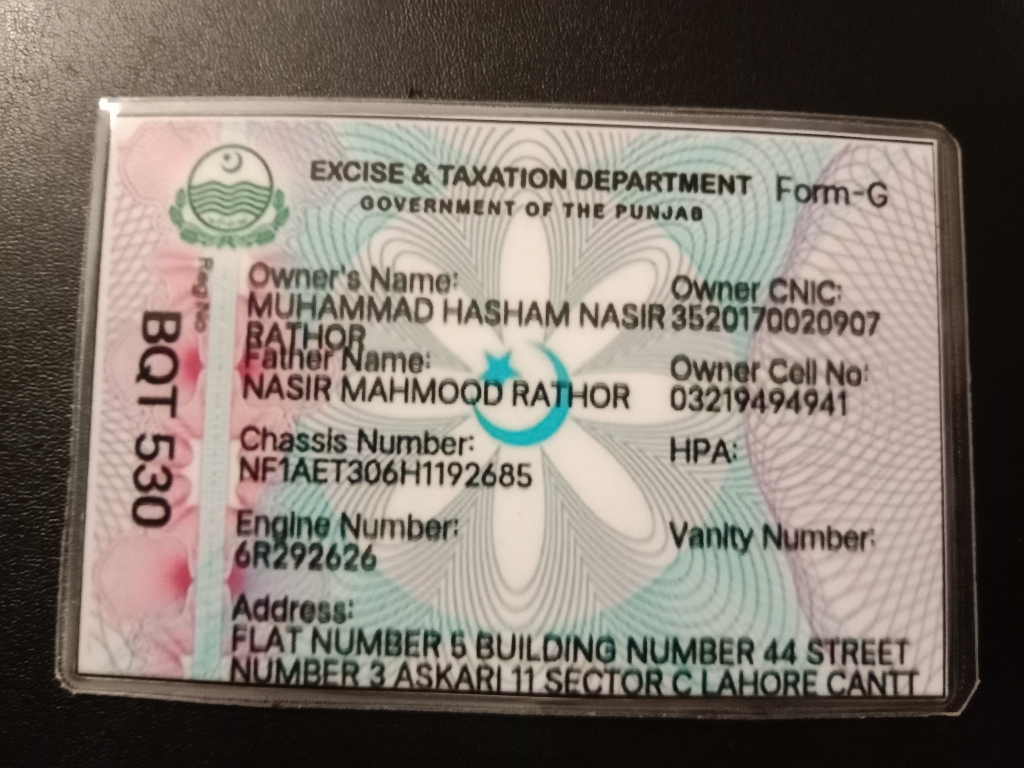 EXCISE & TAXATION DEPARTMENT Form-G
GOVERNMENT OF THE PUNJAB
Reg No
BQT 530
Owner's Name:
MUHAMMAD HASHAM NASIR
RATHOR
Owner CNIC:
3520170020907
Father Name:
NASIR MAHMOOD RATHOR
Owner Cell No:
03219494941
Chassis Number:
NF1AET306H1192685
HPA:
Engine Number:
6R292626
Vanity Number:
Address:
FLAT NUMBER 5 BUILDING NUMBER 44 STREET
NUMBER 3 ASKARI 11 SECTOR C LAHORE CANTT